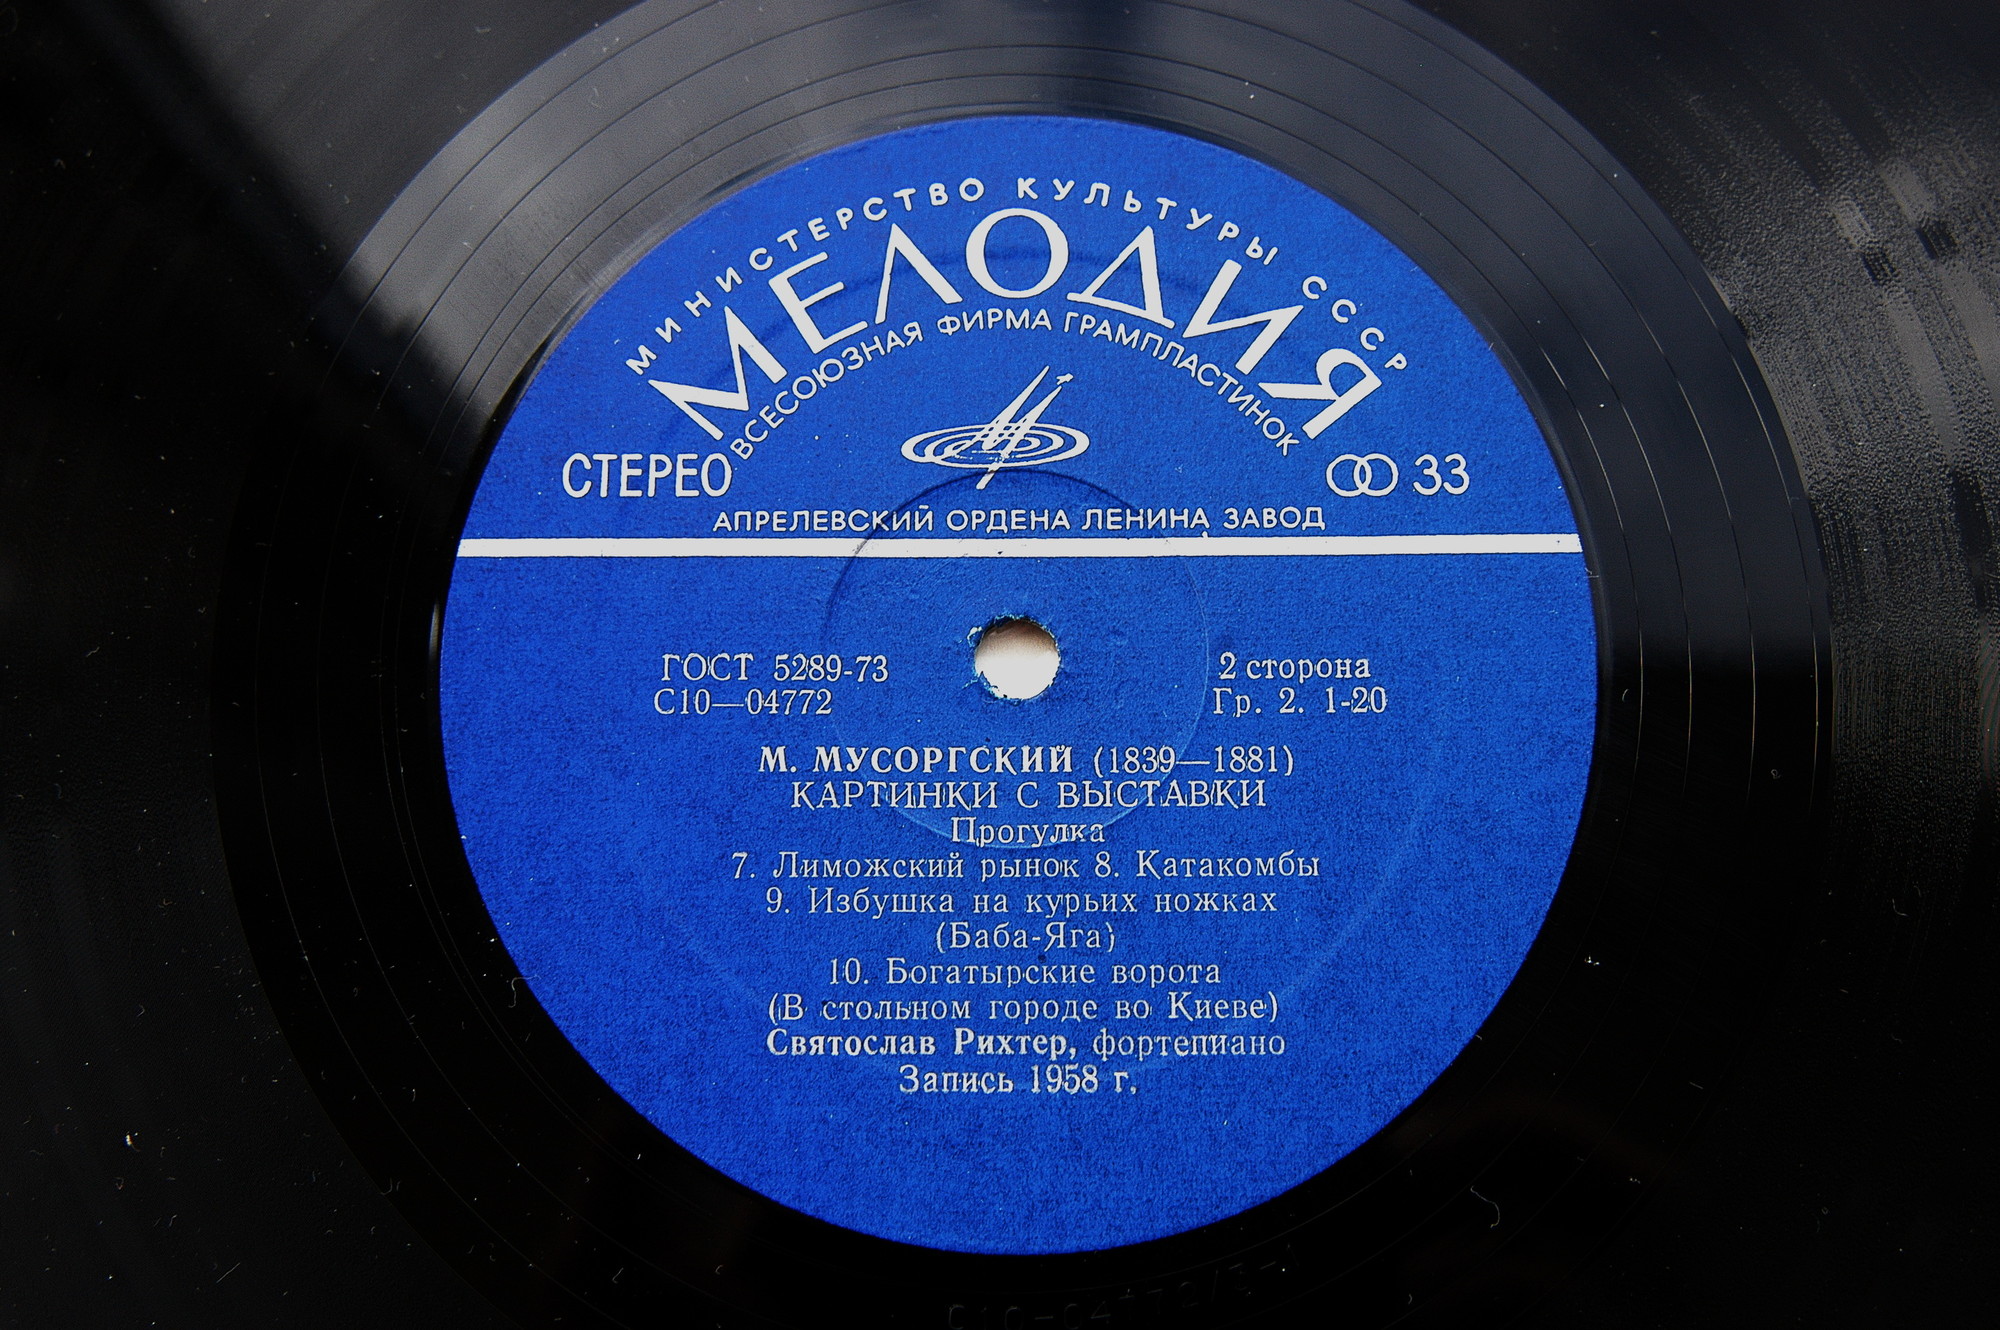 МИНИСТЕРСТВО КУЛЬТУРЫ СССР
МЕЛОДИЯ
ВСЕСОЮЗНАЯ ФИРМА ГРАМПЛАСТИНОК
СТЕРЕО 33
АПРЕЛЕВСКИЙ ОРДЕНА ЛЕНИНА ЗАВОД
ГОСТ 5289-73 2 сторона
С10—04772 Гр. 2. 1-20
М. МУСОРГСКИЙ (1839—1881)
КАРТИНКИ С ВЫСТАВКИ
Прогулка
7. Лиможский рынок 8. Катакомбы
9. Избушка на курьих ножках
(Баба-Яга)
10. Богатырские ворота
(В стольном городе во Киеве)
Святослав Рихтер, фортепиано
Запись 1958 г.